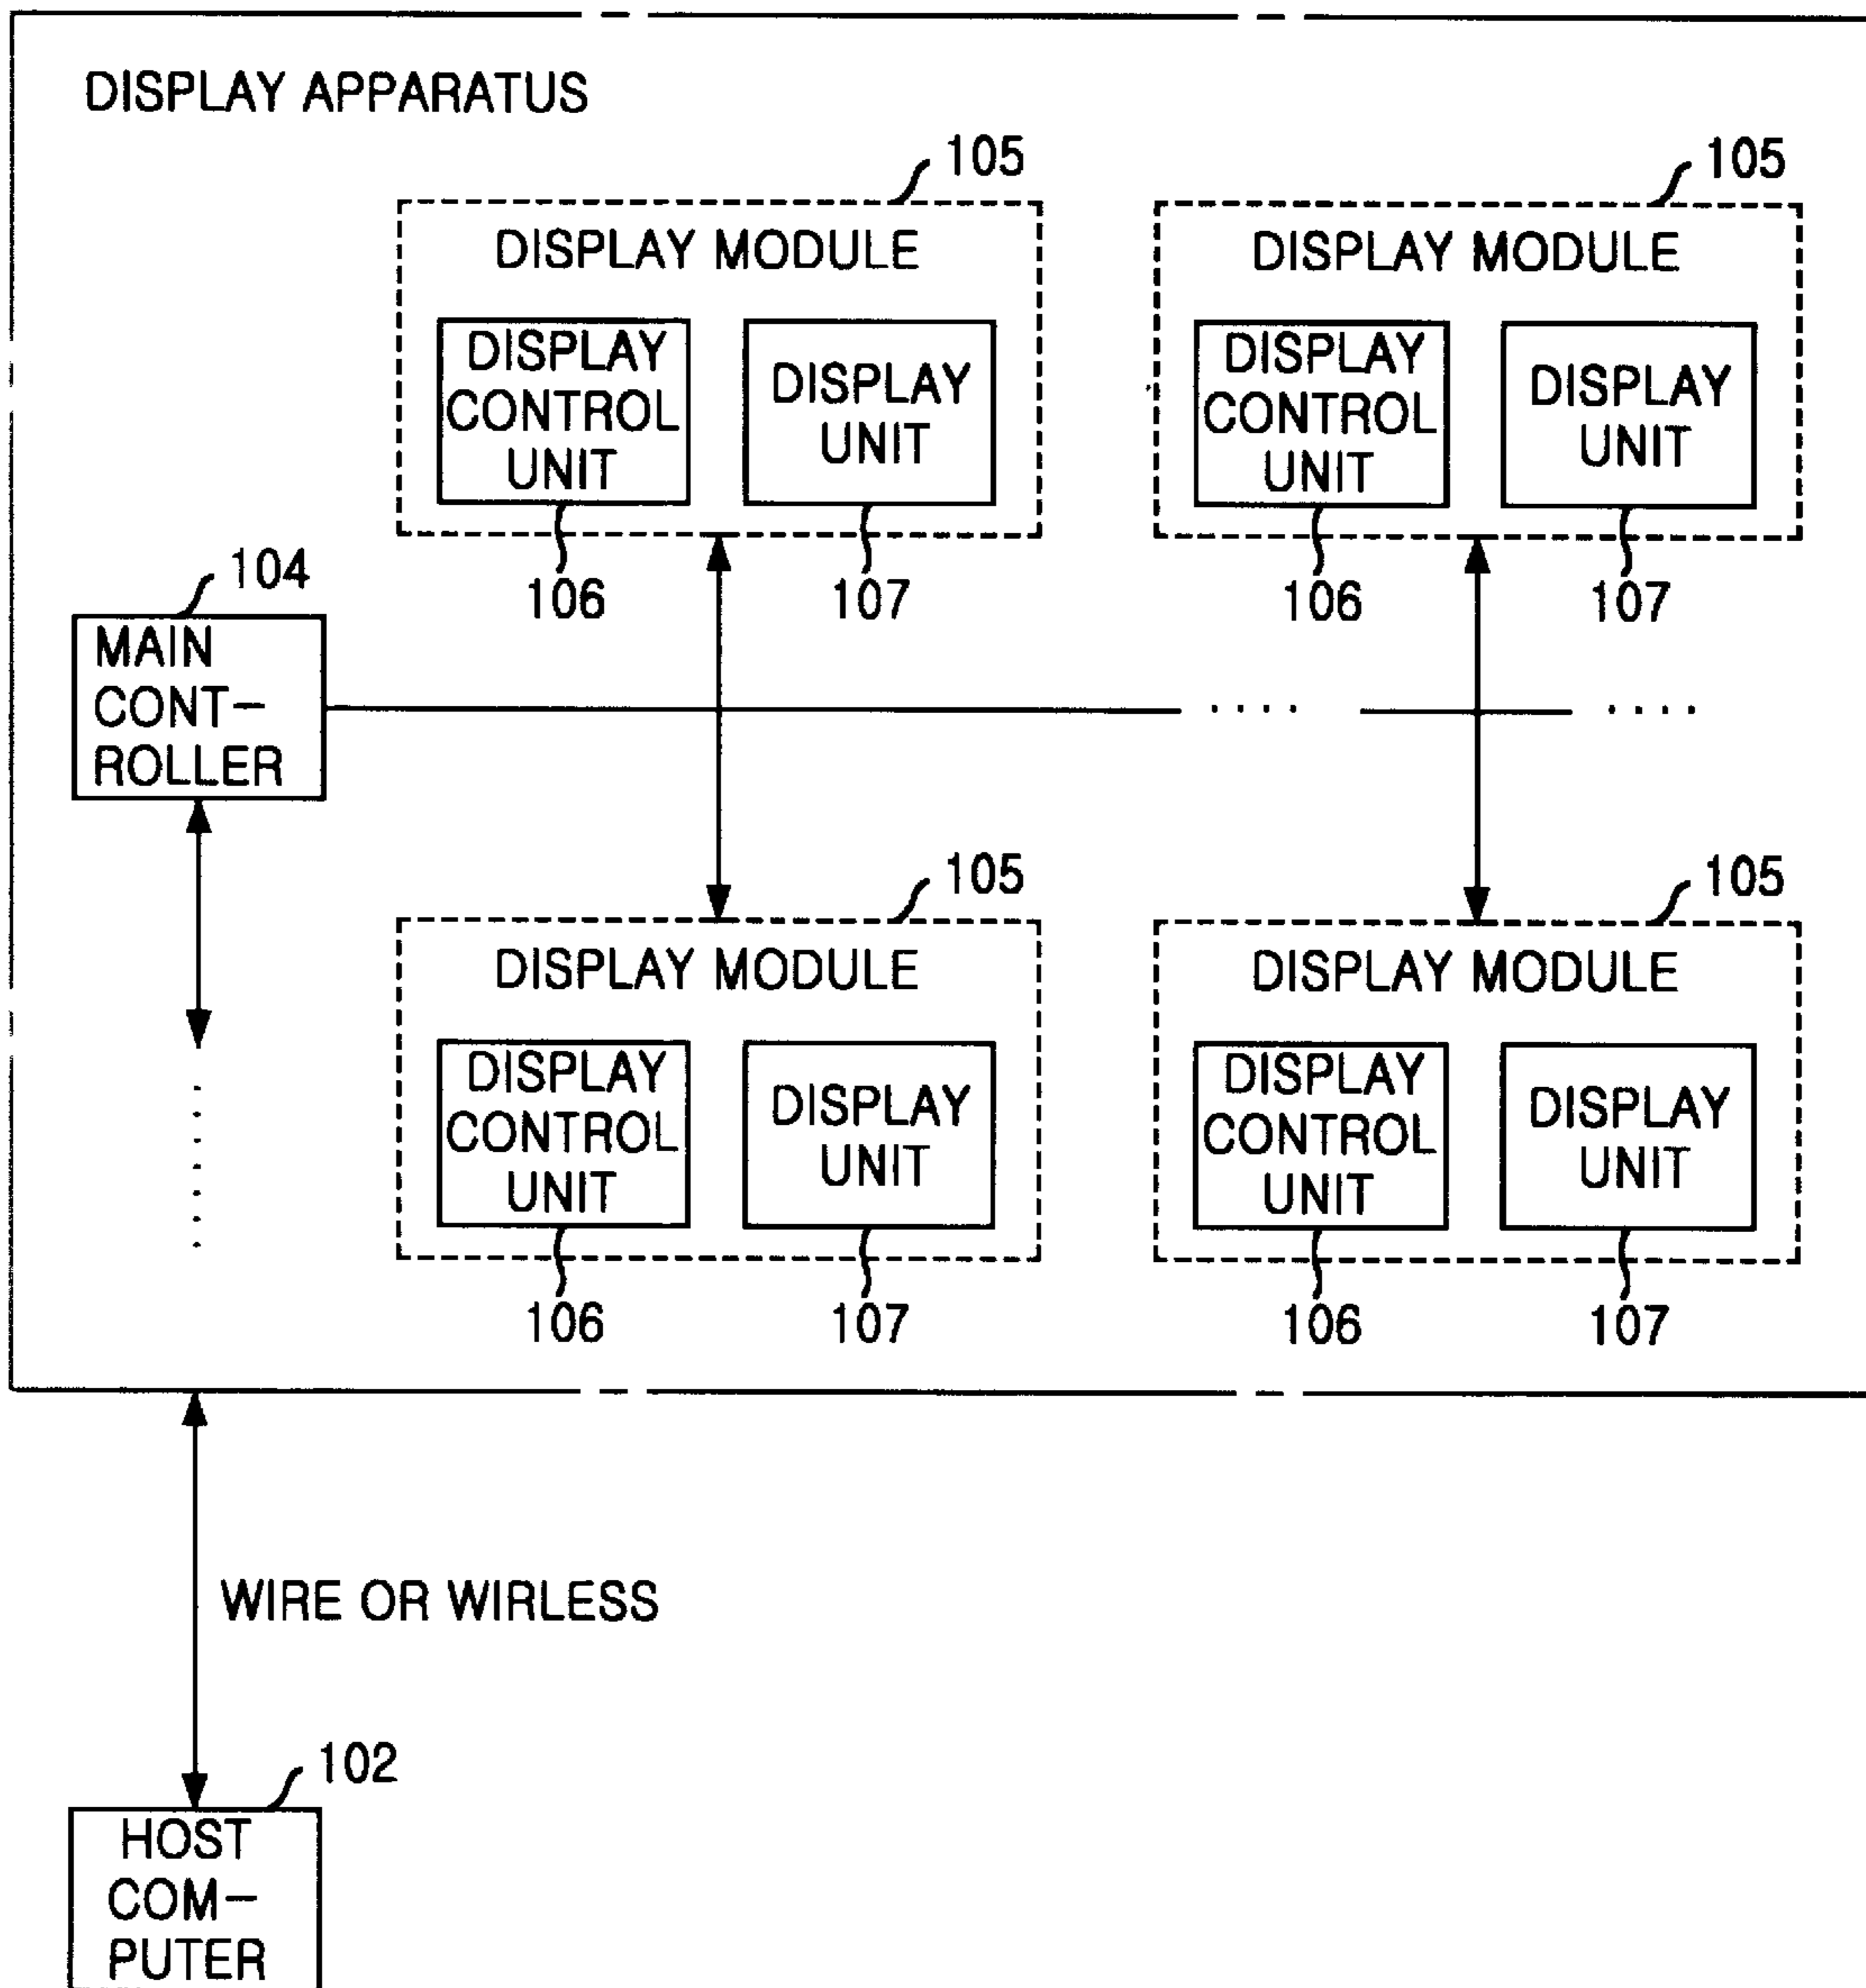 DISPLAY APPARATUS
105
105
DISPLAY MODULE
DISPLAY MODULE
DISPLAY
CONTROL
UNIT
DISPLAY
UNIT
DISPLAY
CONTROL
UNIT
DISPLAY
UNIT
106
107
106
107
104
MAIN
CONT-
ROLLER
105
105
DISPLAY MODULE
DISPLAY MODULE
DISPLAY
CONTROL
UNIT
DISPLAY
UNIT
DISPLAY
CONTROL
UNIT
DISPLAY
UNIT
106
107
106
107
WIRE OR WIRLESS
102
HOST
COM-
PUTER